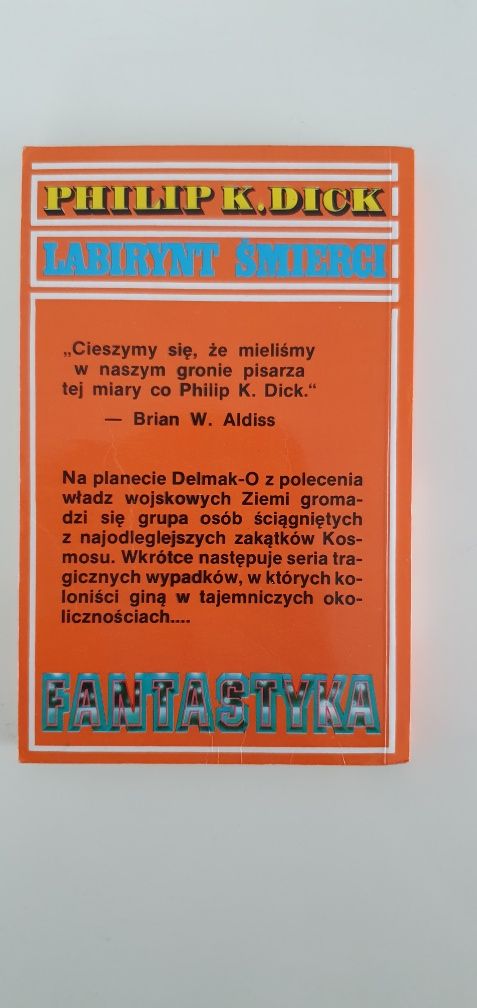 PHILIP K. DICK
LABIRYNT ŚMIERCI
„Cieszymy się, że mieliśmy
w naszym gronie pisarza
tej miary co Philip K. Dick.“
— Brian W. Aldiss
Na planecie Delmak-O z polecenia
władz wojskowych Ziemi groma-
dzi się grupa osób ściągniętych
z najodleglejszych zakątków Kos-
mosu. Wkrótce następuje seria tra-
gicznych wypadków, w których ko-
loniści giną w tajemniczych oko-
licznościach....
FANTASTYKA